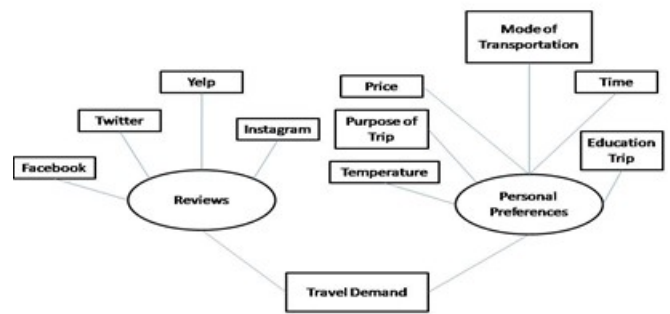 Mode of
Transportation
Yelp
Price
Time
Twitter
Purpose of
Trip
Instagram
Education
Trip
Facebook
Temperature
Reviews
Personal
Preferences
Travel Demand